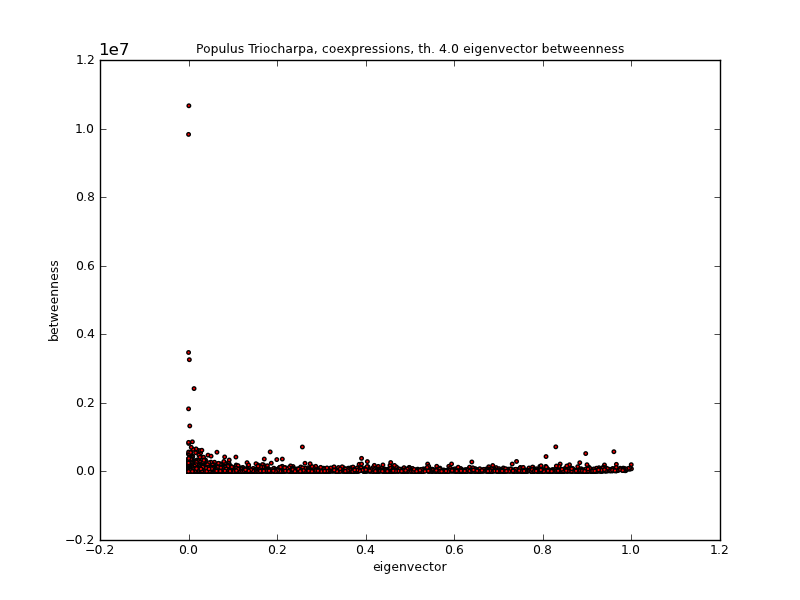 1e7
Populus Triocharpa, coexpressions, th. 4.0 eigenvector betweenness
1.2
1.0
0.8
0.6
0.4
0.2
0.0
−0.2
betweenness
−0.2 0.0 0.2 0.4 0.6 0.8 1.0 1.2
eigenvector